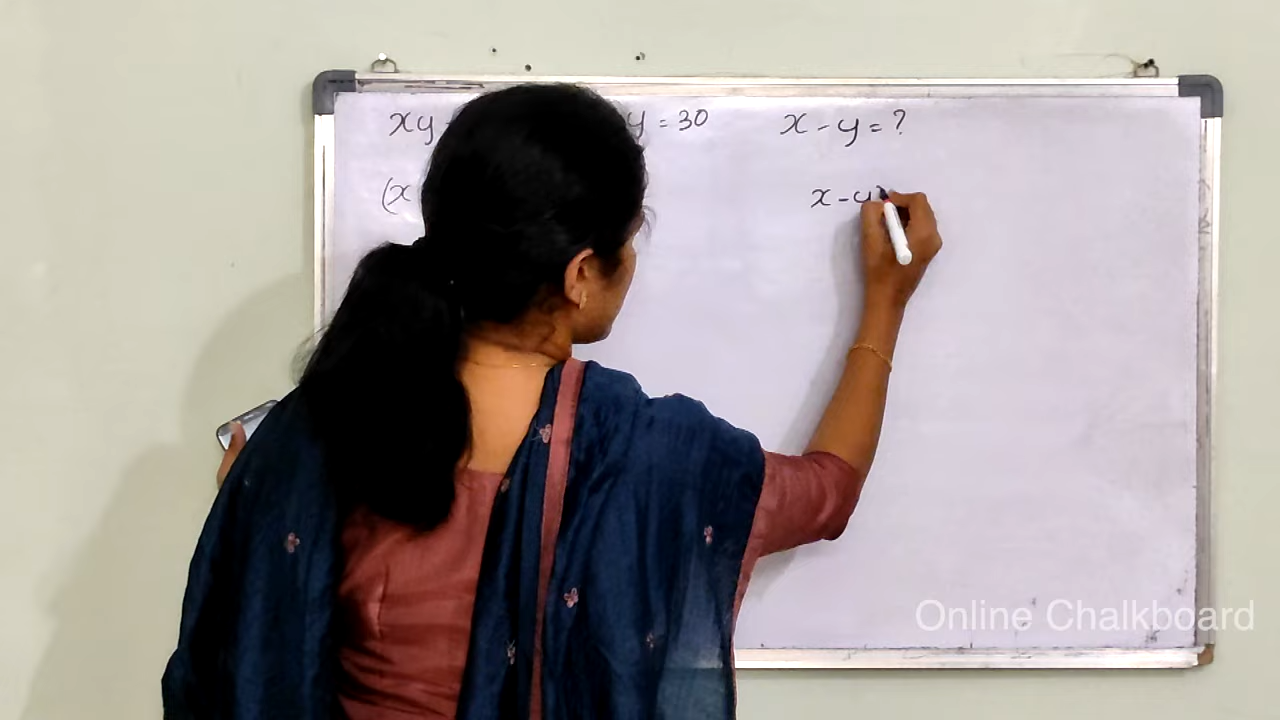 xy y = 30 x - y = ?
(x x - y
Online Chalkboard